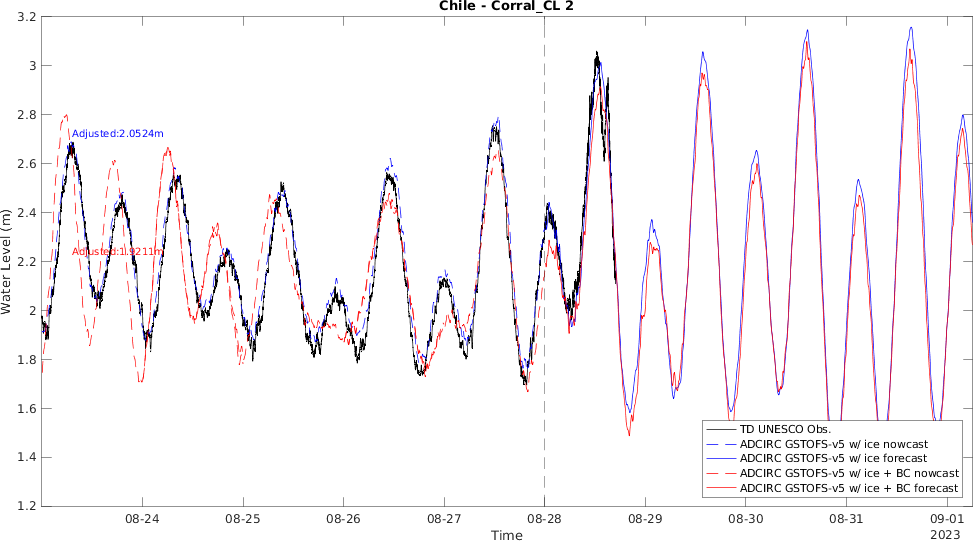 Chile - Corral_CL 2
3.2
3
2.8
2.6
2.4
2.2
2
1.8
1.6
1.4
1.2
Water Level (m)
Adjusted:2.0524m
Adjusted:1.9211m
TD UNESCO Obs.
ADCIRC GSTOFS-v5 w/ ice nowcast
ADCIRC GSTOFS-v5 w/ ice forecast
ADCIRC GSTOFS-v5 w/ ice + BC nowcast
ADCIRC GSTOFS-v5 w/ ice + BC forecast
08-24 08-25 08-26 08-27 08-28 08-29 08-30 08-31 09-01
2023
Time